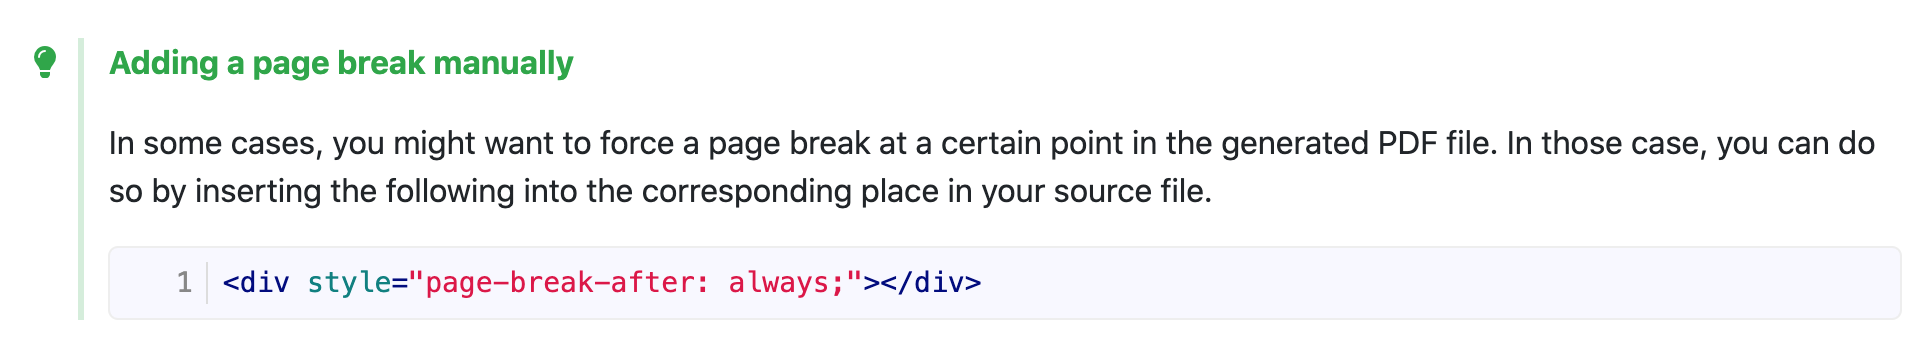 Adding a page break manually
In some cases, you might want to force a page break at a certain point in the generated PDF file. In those case, you can do
so by inserting the following into the corresponding place in your source file.
1 <div style="page-break-after: always;"></div>